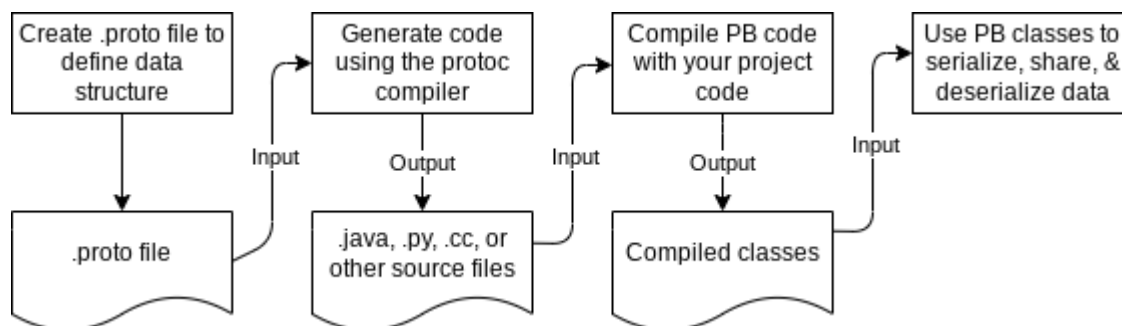 Create .proto file to
define data
structure
Generate code
using the protoc
compiler
Compile PB code
with your project
code
Use PB classes to
serialize, share, &
deserialize data
Input
Output
Input
Output
Input
.proto file
.java, .py, .cc, or
other source files
Compiled classes